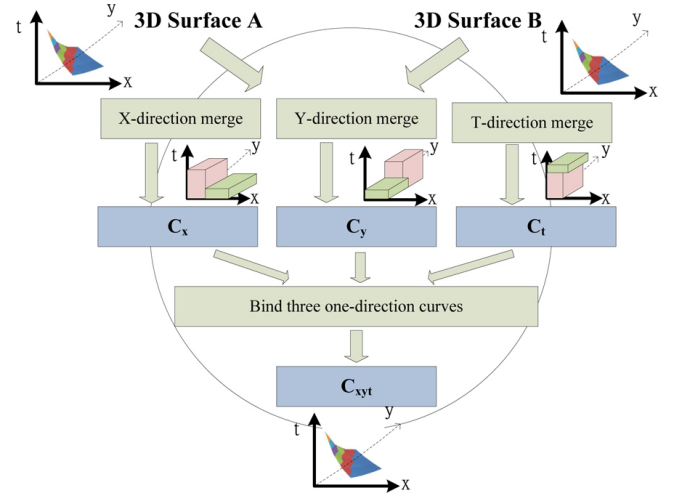 3D Surface A
3D Surface B
t
y
x
t
y
x
X-direction merge
Y-direction merge
T-direction merge
t
y
x
t
y
x
t
y
x
Cx
Cy
Ct
Bind three one-direction curves
Cxyt
t
y
x